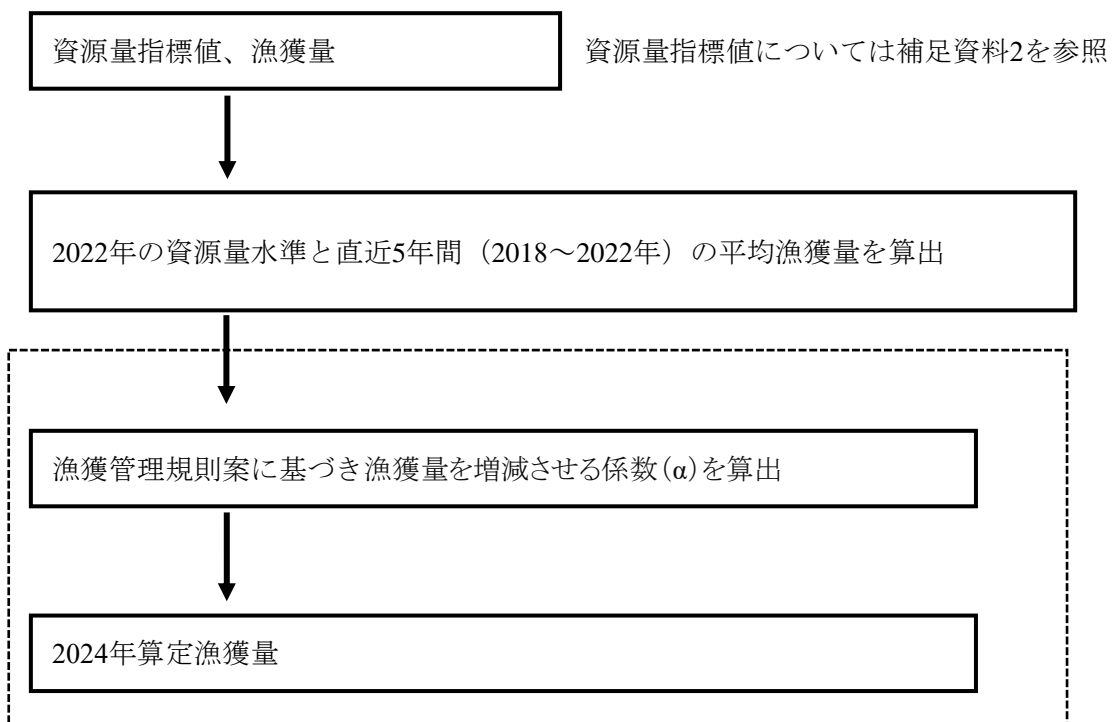 資源量指標値、漁獲量
資源量指標値については補足資料2を参照
2022年の資源量水準と直近5年間（2018～2022年）の平均漁獲量を算出
漁獲管理規則案に基づき漁獲量を増減させる係数(α)を算出
2024年算定漁獲量